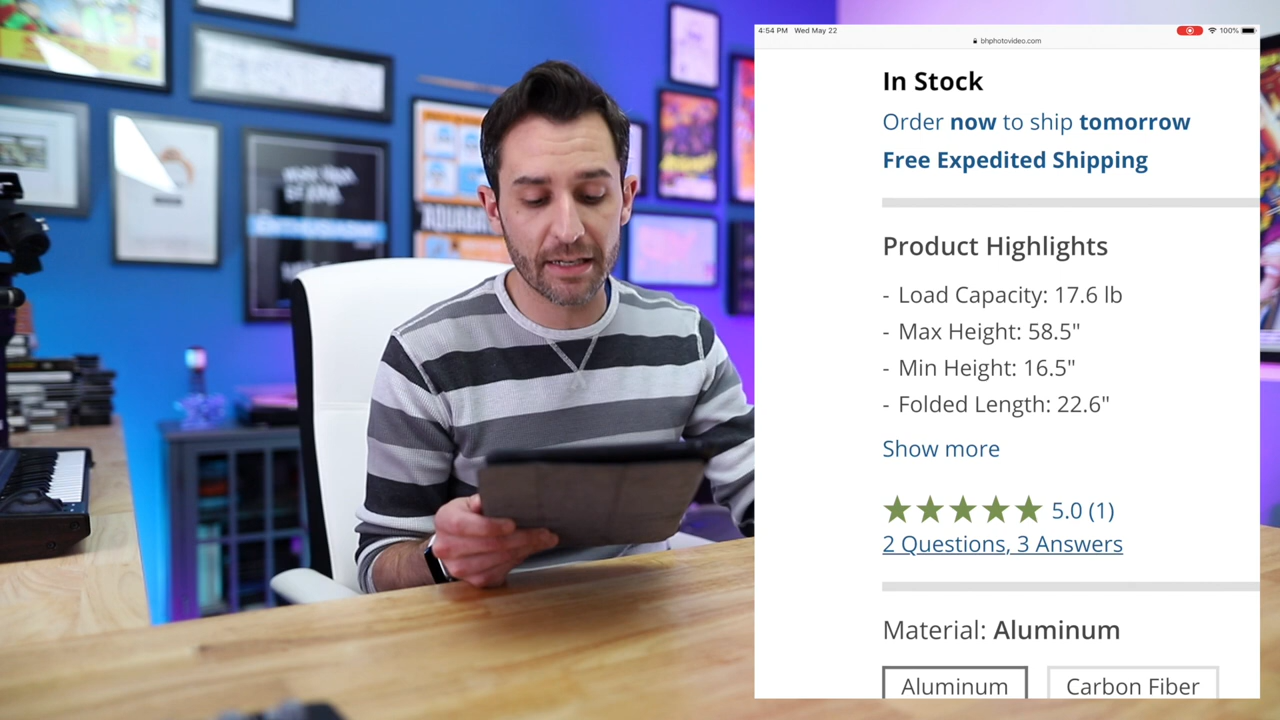 4:54 PM Wed May 22
100%
bhphotovideo.com
In Stock
Order now to ship tomorrow
Free Expedited Shipping
Product Highlights
- Load Capacity: 17.6 lb
- Max Height: 58.5"
- Min Height: 16.5"
- Folded Length: 22.6"
Show more
5.0 (1)
2 Questions, 3 Answers
Material: Aluminum
Aluminum
Carbon Fiber
ENTHUSIASM